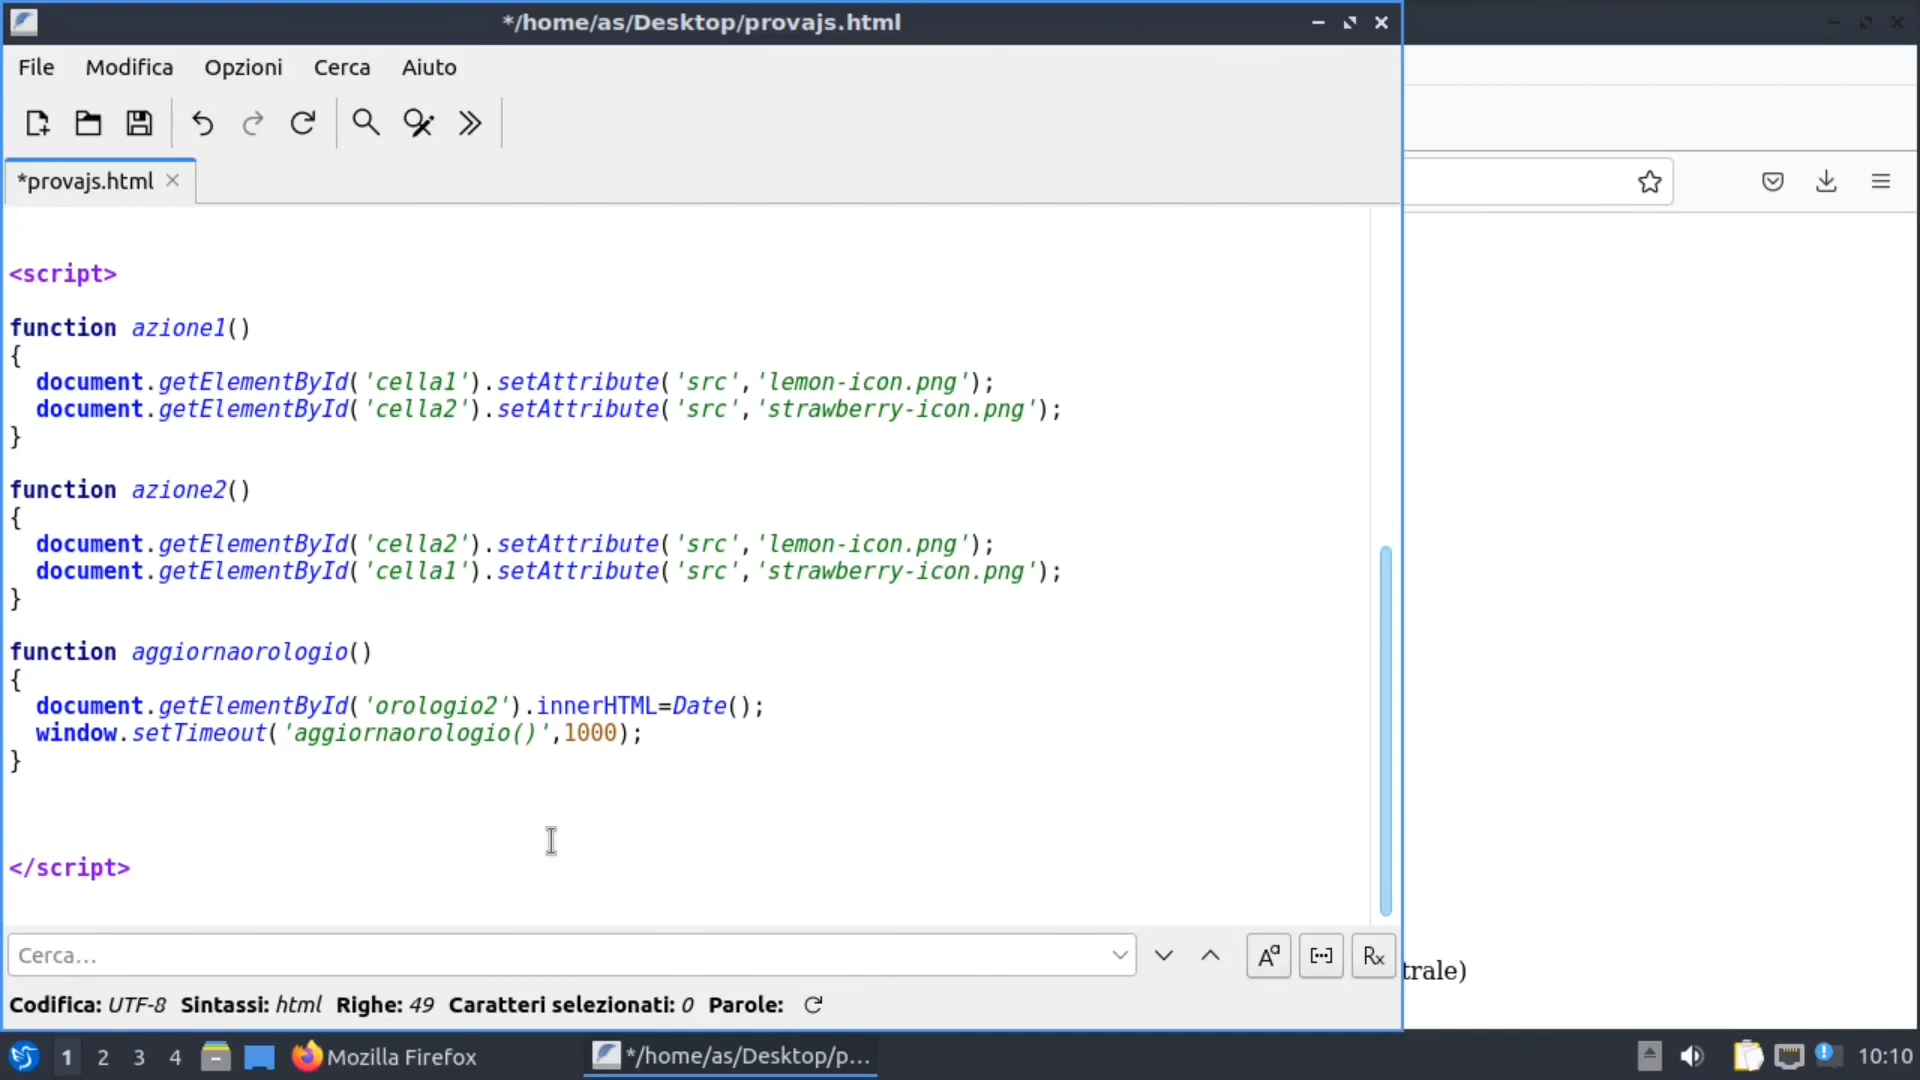 */home/as/Desktop/provajs.html
File Modifica Opzioni Cerca Aiuto
*provajs.html
<script>
function azione1()
{
document.getElementById('cella1').setAttribute('src','lemon-icon.png');
document.getElementById('cella2').setAttribute('src','strawberry-icon.png');
}
function azione2()
{
document.getElementById('cella2').setAttribute('src','lemon-icon.png');
document.getElementById('cella1').setAttribute('src','strawberry-icon.png');
}
function aggiornaorologio()
{
document.getElementById('orologio2').innerHTML=Date();
window.setTimeout('aggiornaorologio()',1000);
}
</script>
Cerca...
trale)
Codifica: UTF-8 Sintassi: html Righe: 49 Caratteri selezionati: 0 Parole:
1 2 3 4 Mozilla Firefox */home/as/Desktop/p... 10:10